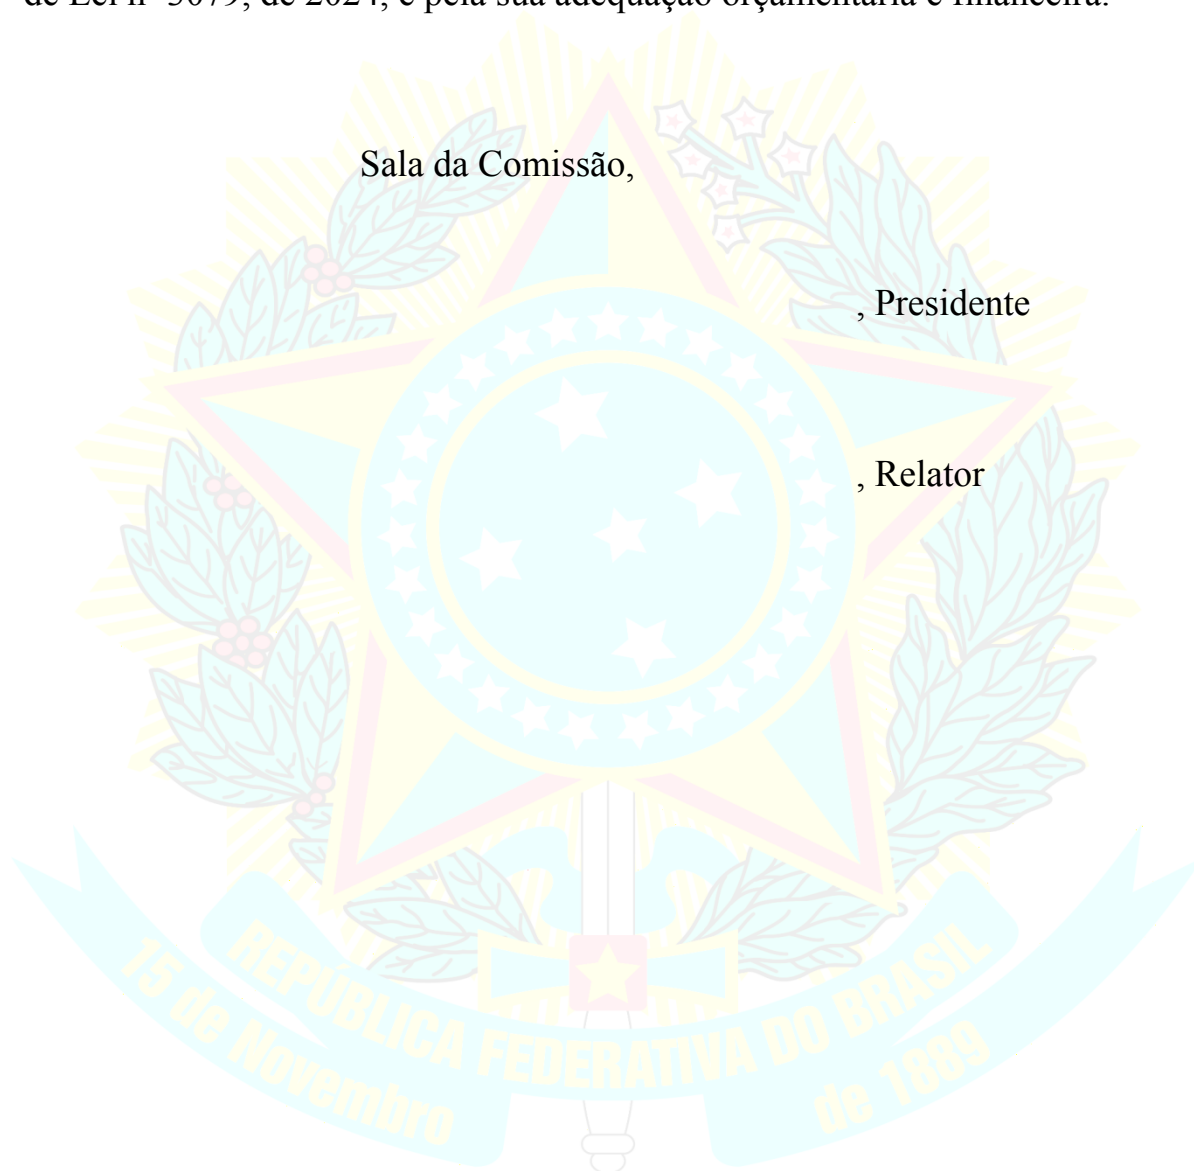 de Lei nº 3079, de 2024, e pela sua adequação orçamentária e financeira.
Sala da Comissão,
, Presidente
, Relator
REPÚBLICA FEDERATIVA DO BRASIL
15 de Novembro
de 1889